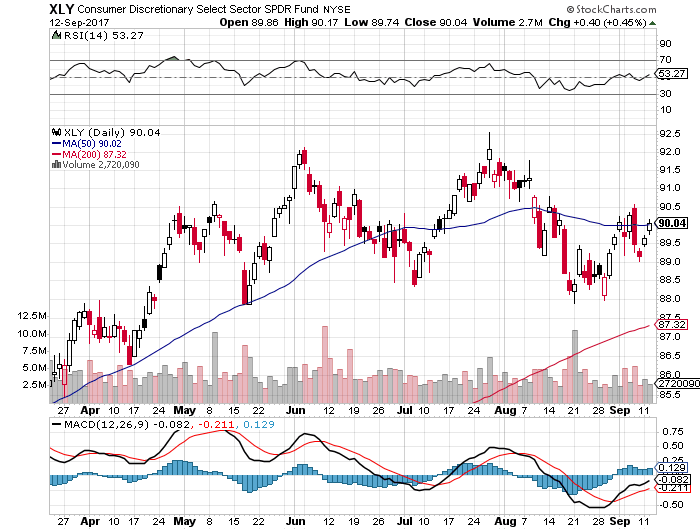 XLY Consumer Discretionary Select Sector SPDR Fund NYSE © StockCharts.com
12-Sep-2017 Open 89.86 High 90.17 Low 89.74 Close 90.04 Volume 2.7M Chg +0.40 (+0.45%)
RSI(14) 53.27
90
70
53.27
50
30
10
XLY (Daily) 90.04
MA(50) 90.02
MA(200) 87.32
Volume 2,720,090
92.5
92.0
91.5
91.0
90.5
90.04
89.5
89.0
88.5
88.0
87.32
87.0
86.5
86.0
85.5
12.5M
10.0M
7.5M
5.0M
2.5M
2720090
27 Apr 10 17 24 May 8 15 22 Jun 12 19 26 Jul 10 17 24 Aug 7 14 21 28 Sep 11
MACD(12,26,9) -0.082, -0.211, 0.129
0.75
0.50
0.25
0.129
-0.082
-0.211
-0.50
27 Apr 10 17 24 May 8 15 22 Jun 12 19 26 Jul 10 17 24 Aug 7 14 21 28 Sep 11